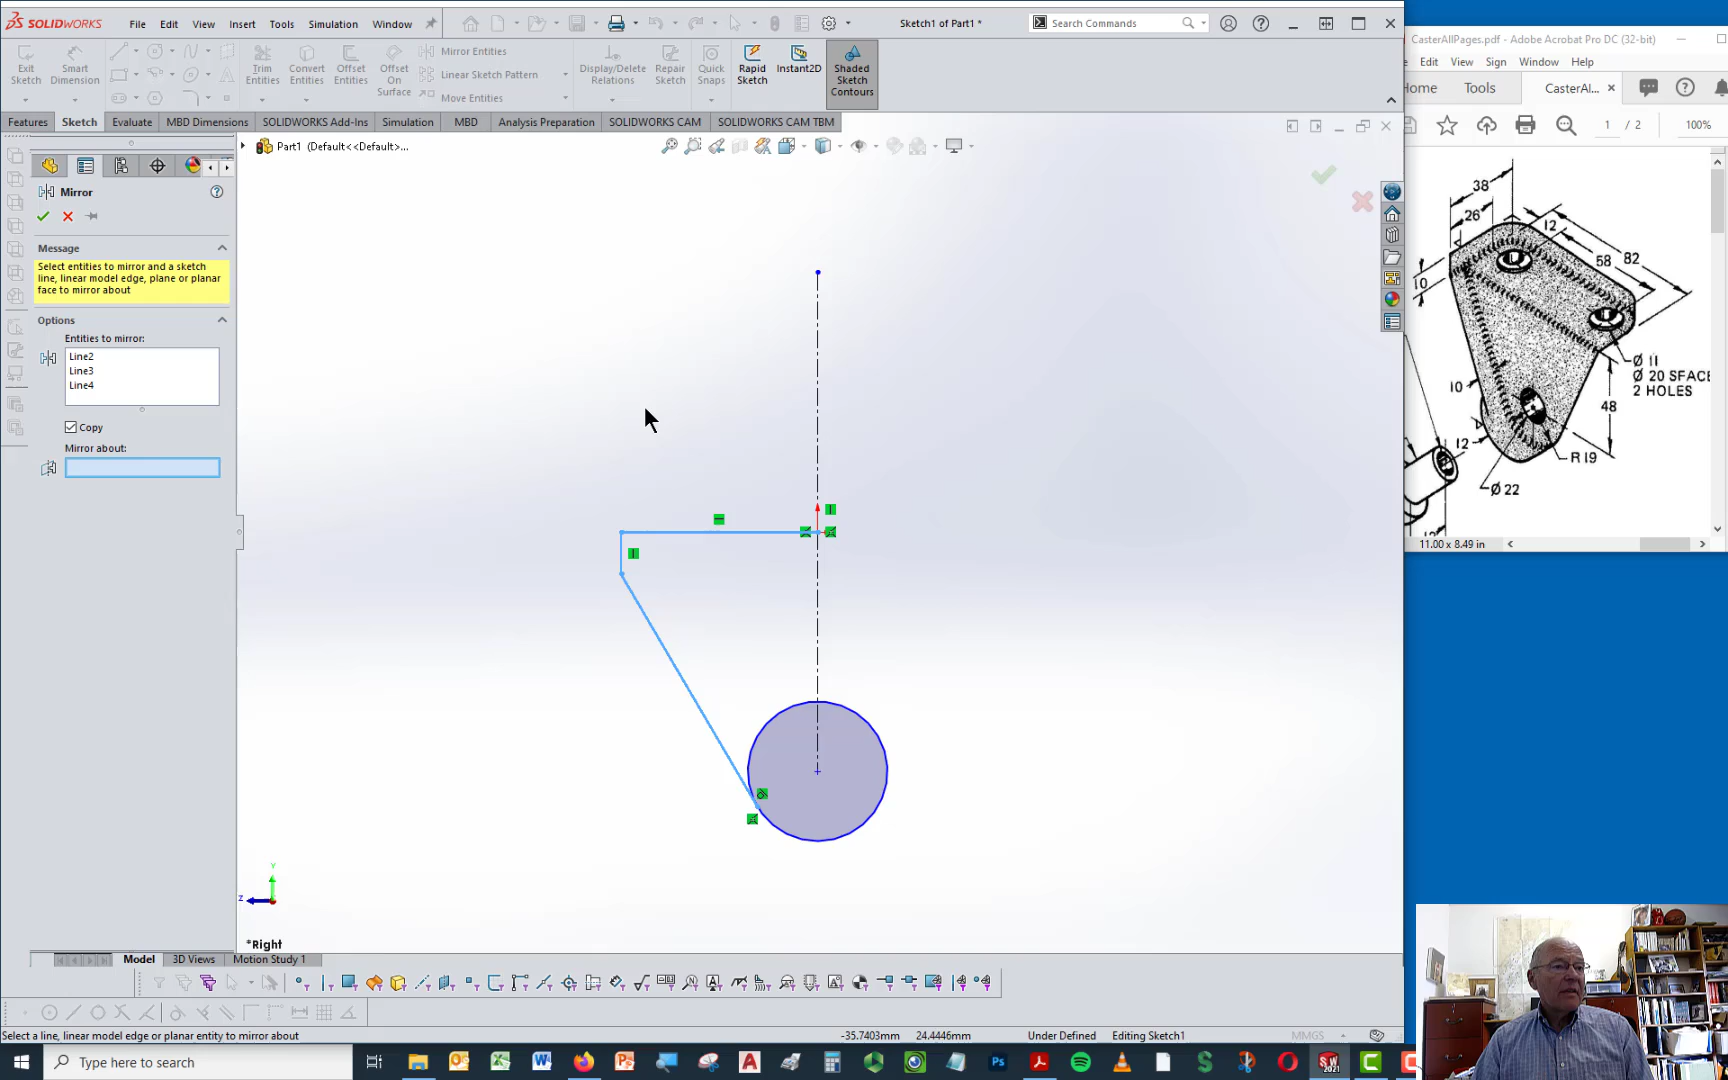 SOLIDWORKS
File
Edit
View
Insert
Tools
Simulation
Window
Sketch1 of Part1 *
Search Commands
Exit Sketch
Smart Dimension
Trim Entities
Convert Entities
Offset Entities
Offset On Surface
Mirror Entities
Linear Sketch Pattern
Move Entities
Display/Delete Relations
Repair Sketch
Quick Snaps
Rapid Sketch
Instant2D
Shaded Sketch Contours
Features
Sketch
Evaluate
MBD Dimensions
SOLIDWORKS Add-Ins
Simulation
MBD
Analysis Preparation
SOLIDWORKS CAM
SOLIDWORKS CAM TBM
Part1 (Default<<Default>...
Mirror
Message
Select entities to mirror and a sketch
line, linear model edge, plane or planar
face to mirror about
Options
Entities to mirror:
Line2
Line3
Line4
Copy
Mirror about:
Y
Z
*Right
Model
3D Views
Motion Study 1
Select a line, linear model edge or planar entity to mirror about
-35.7403mm
24.4446mm
Under Defined
Editing Sketch1
MMGS
Type here to search
CasterAllPages.pdf - Adobe Acrobat Pro DC (32-bit)
Edit
View
Sign
Window
Help
Home
Tools
CasterAl...
1 / 2
100%
38
26
12
58
82
10
Ø 11
Ø 20 SFACE
2 HOLES
10
48
12
R 19
Ø 22
11.00 x 8.49 in